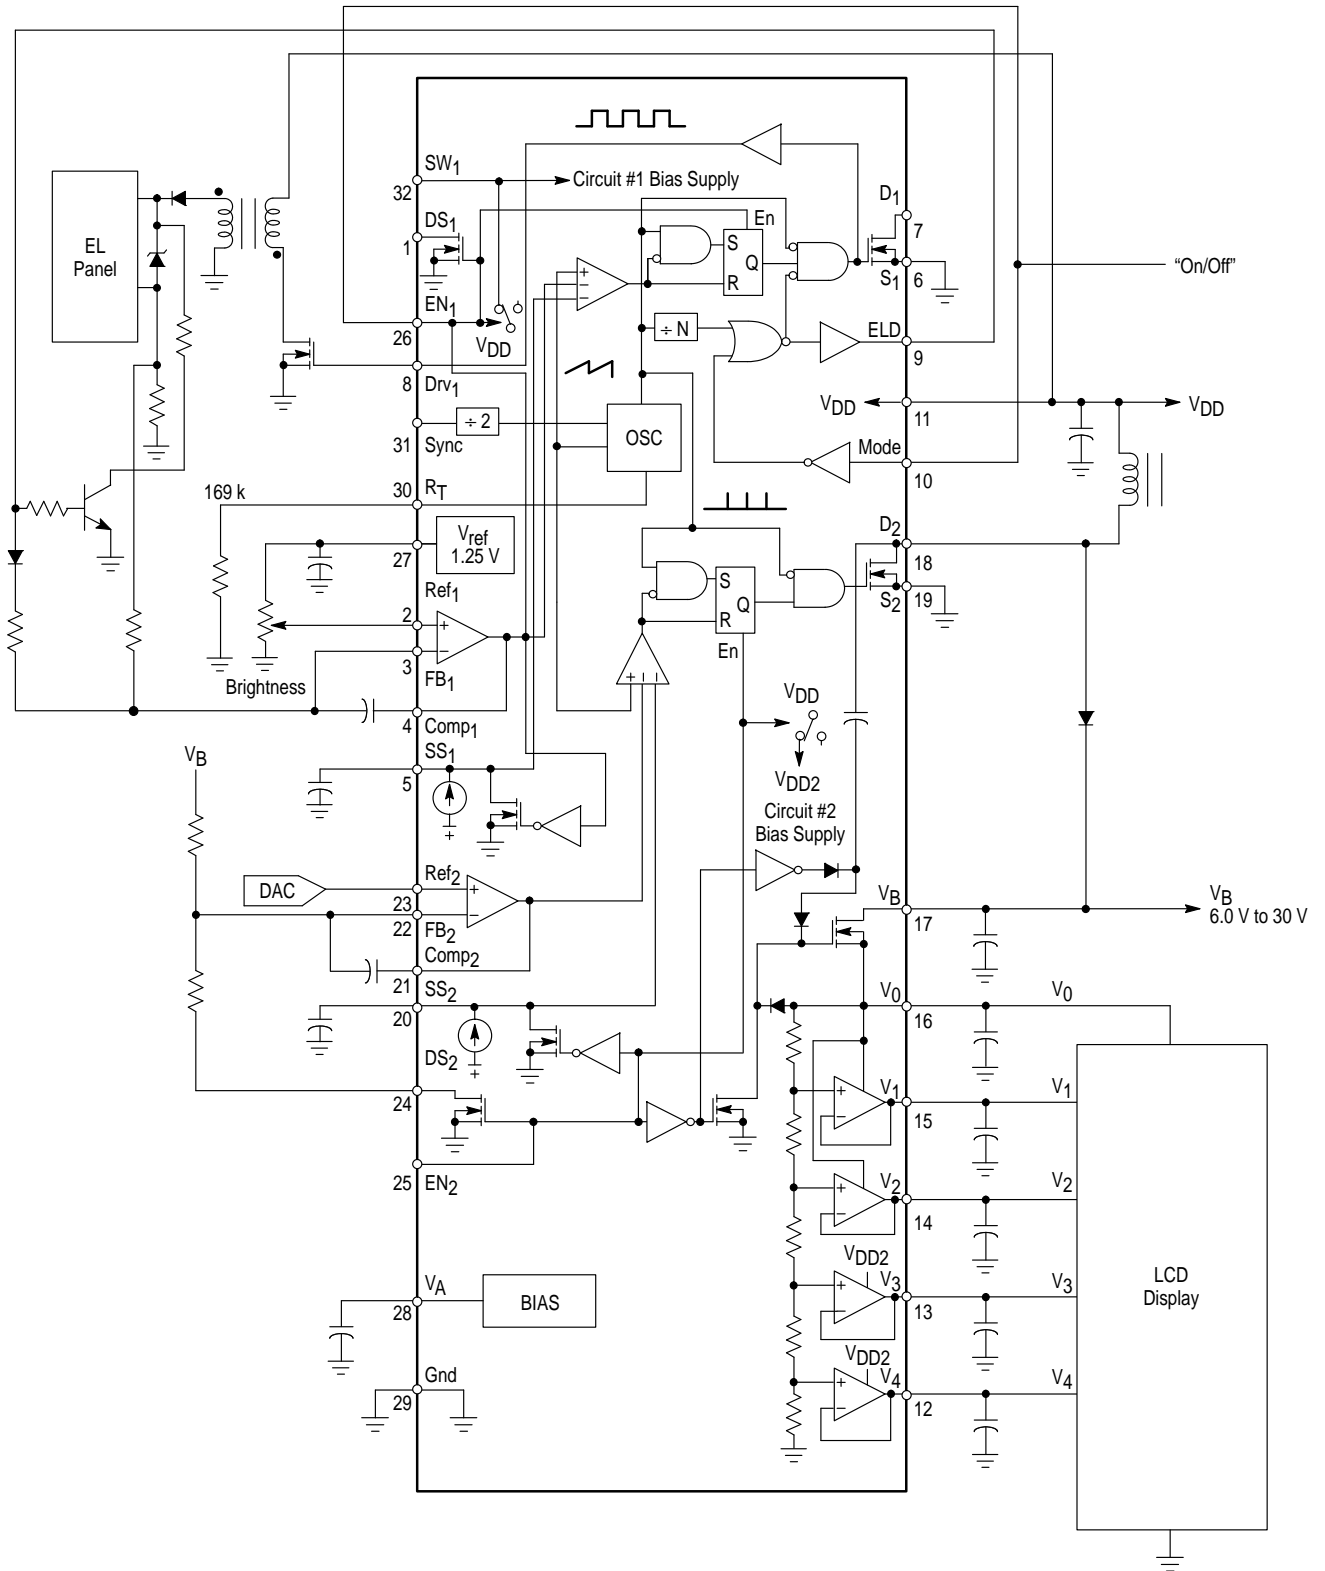 SW1
Circuit #1 Bias Supply
32
D1
DS1
En
7
1
S
Q
R
S1
6
"On/Off"
EL
Panel
EN1
26
VDD
÷ N
ELD
9
8
Drv1
VDD
11
VDD
÷ 2
OSC
31
Sync
Mode
10
169 k
30
RT
Vref
1.25 V
27
D2
18
Ref1
S
Q
R
S2
19
2
+
–
3
FB1
En
Brightness
+ – –
+
–
–
4
Comp1
VDD
SS1
5
VDD2
VB
+
Circuit #2
Bias Supply
DAC
Ref2
23
+
–
22
FB2
VB
17
VB
6.0 V to 30 V
Comp2
21
SS2
20
V0
16
V0
DS2
+
24
+
–
V1
15
V1
25
EN2
+
–
V2
14
V2
VDD2
VA
28
BIAS
+
–
V3
13
V3
LCD
Display
VDD2
Gnd
29
+
–
V4
12
V4